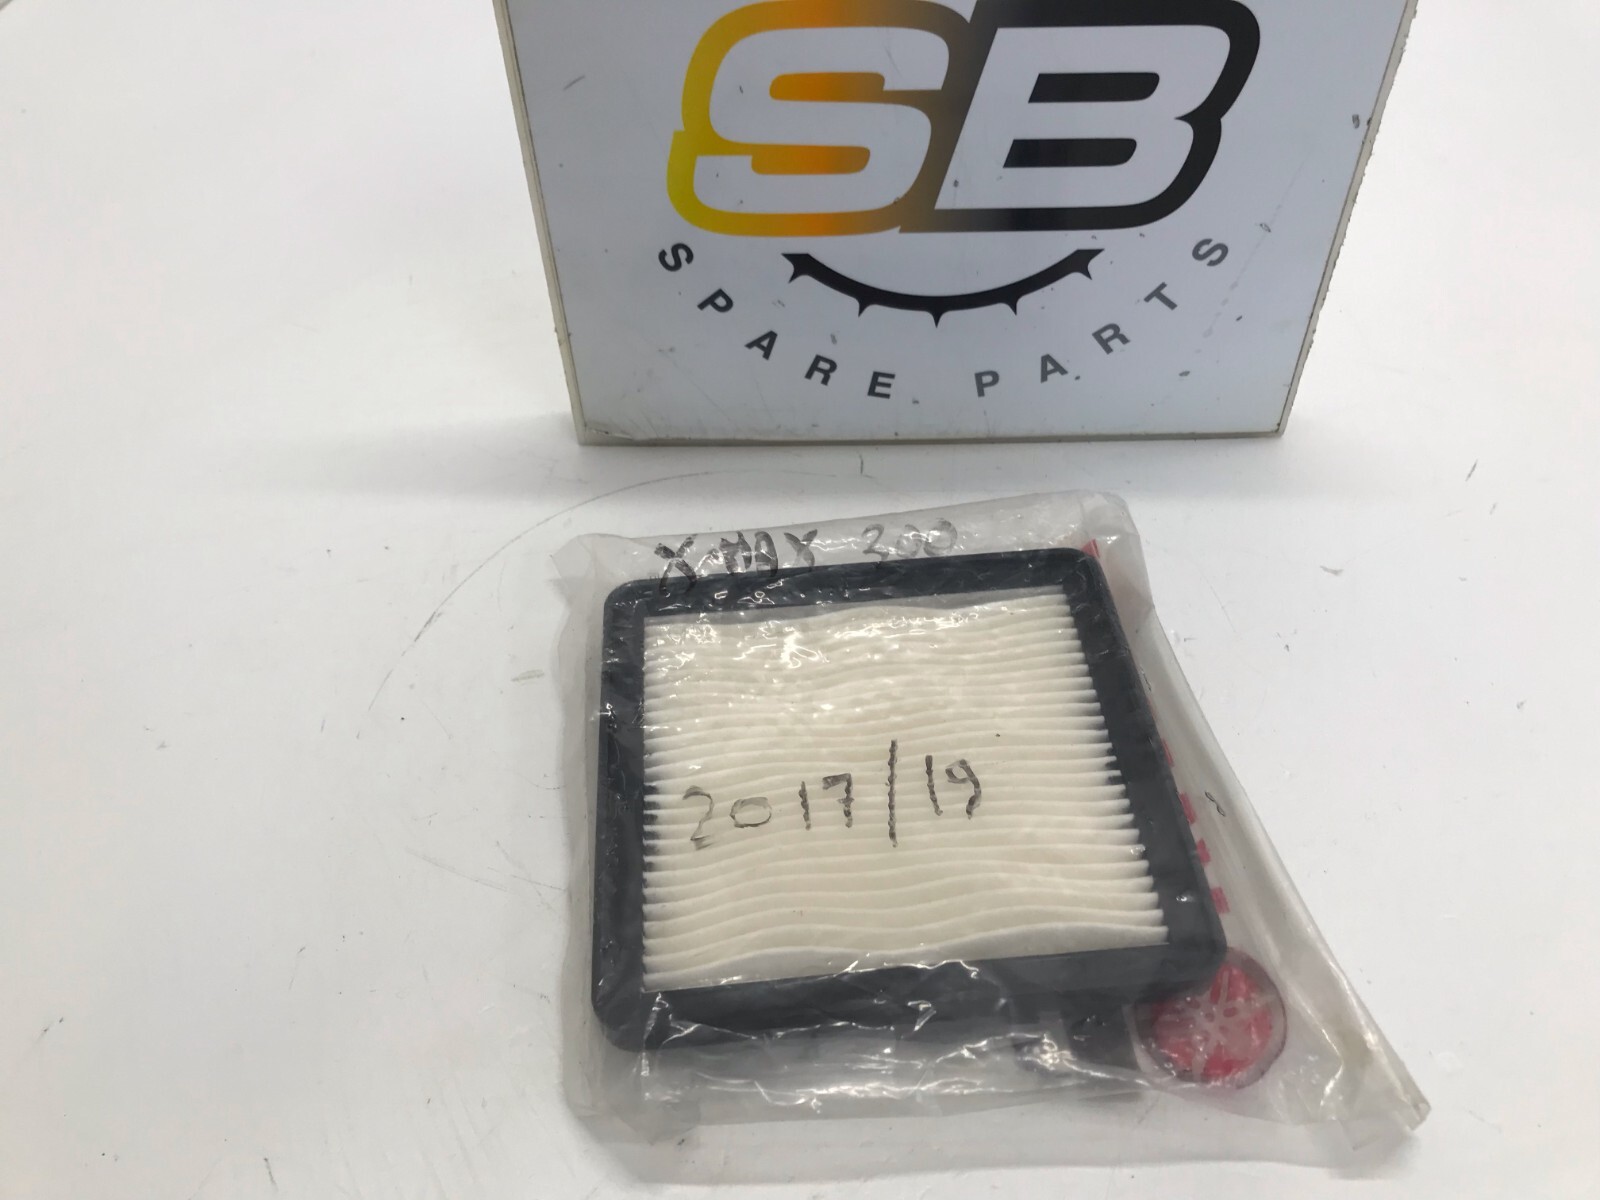 SB
SPARE PARTS
X-MAX 300
2017/19